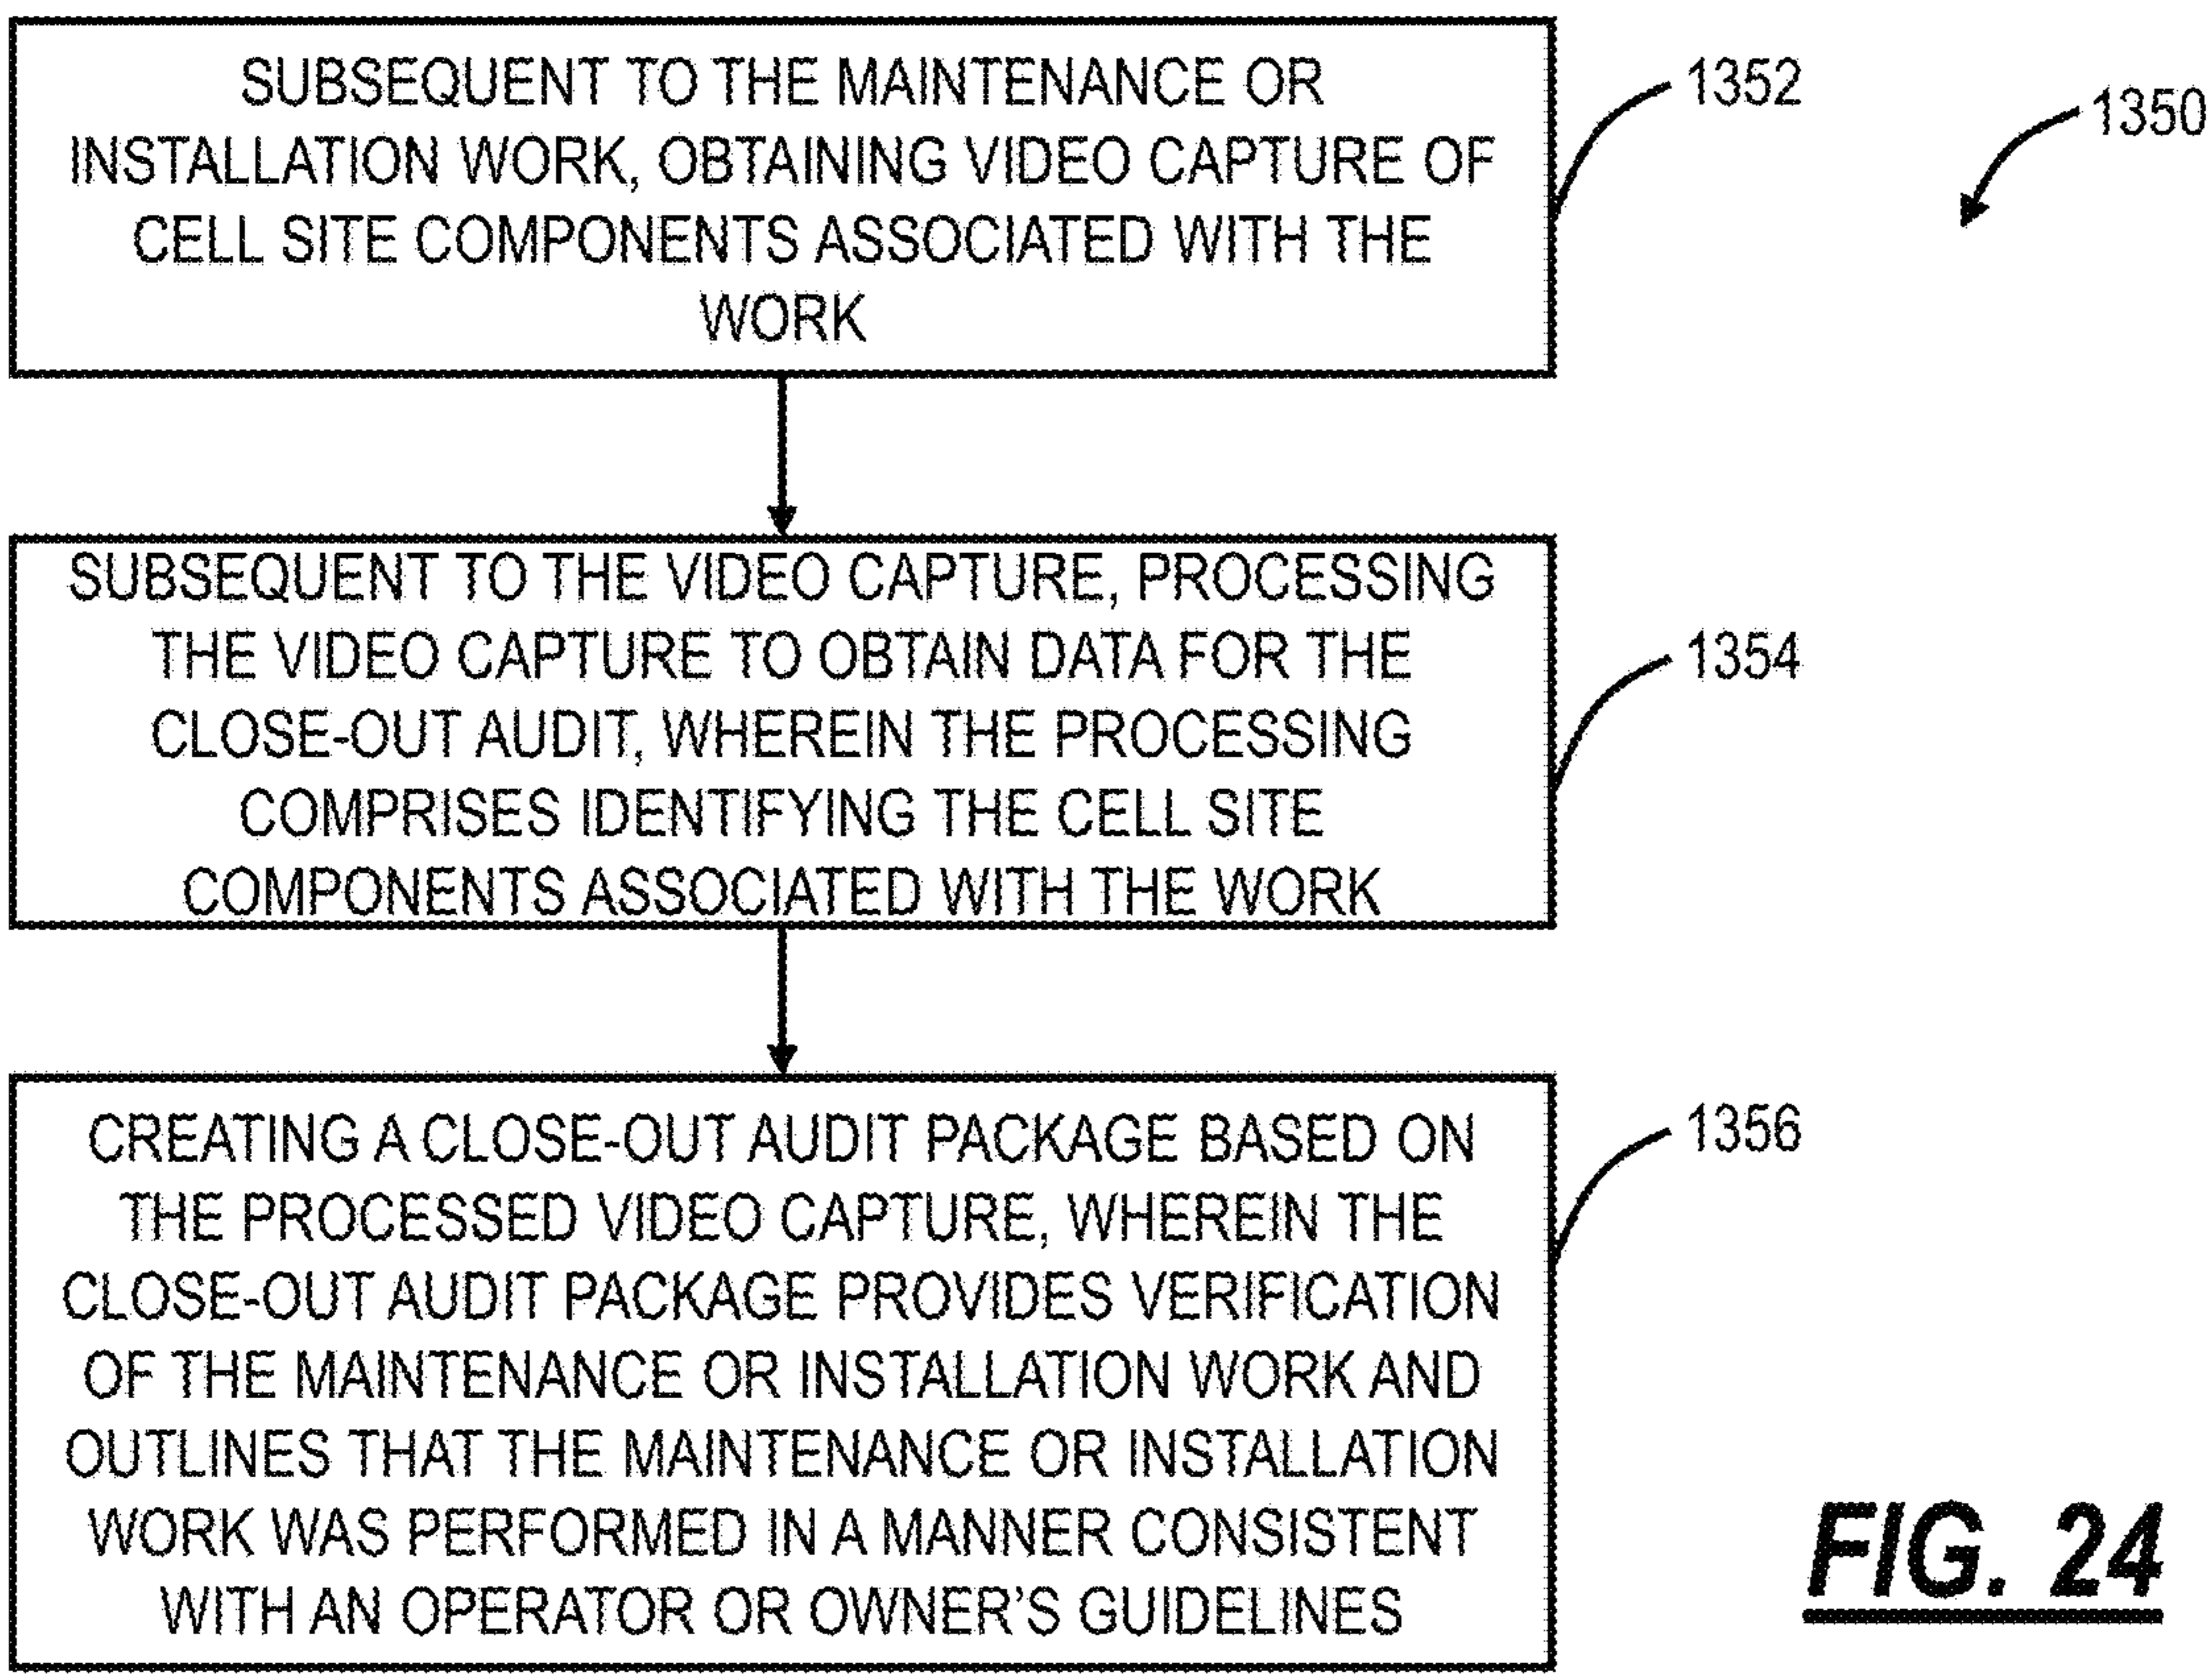 SUBSEQUENT TO THE MAINTENANCE OR
INSTALLATION WORK, OBTAINING VIDEO CAPTURE OF
CELL SITE COMPONENTS ASSOCIATED WITH THE
WORK
1352
1350
SUBSEQUENT TO THE VIDEO CAPTURE, PROCESSING
THE VIDEO CAPTURE TO OBTAIN DATA FOR THE
CLOSE-OUT AUDIT, WHEREIN THE PROCESSING
COMPRISES IDENTIFYING THE CELL SITE
COMPONENTS ASSOCIATED WITH THE WORK
1354
CREATING A CLOSE-OUT AUDIT PACKAGE BASED ON
THE PROCESSED VIDEO CAPTURE, WHEREIN THE
CLOSE-OUT AUDIT PACKAGE PROVIDES VERIFICATION
OF THE MAINTENANCE OR INSTALLATION WORK AND
OUTLINES THAT THE MAINTENANCE OR INSTALLATION
WORK WAS PERFORMED IN A MANNER CONSISTENT
WITH AN OPERATOR OR OWNER'S GUIDELINES
1356
FIG. 24